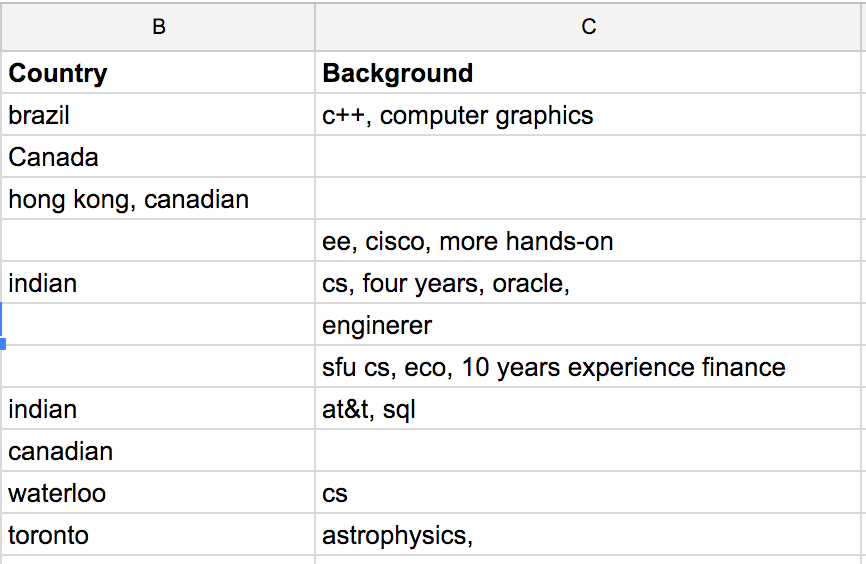 B C
Country Background
brazil c++, computer graphics
Canada
hong kong, canadian
ee, cisco, more hands-on
indian cs, four years, oracle,
enginerer
sfu cs, eco, 10 years experience finance
indian at&t, sql
canadian
waterloo cs
toronto astrophysics,